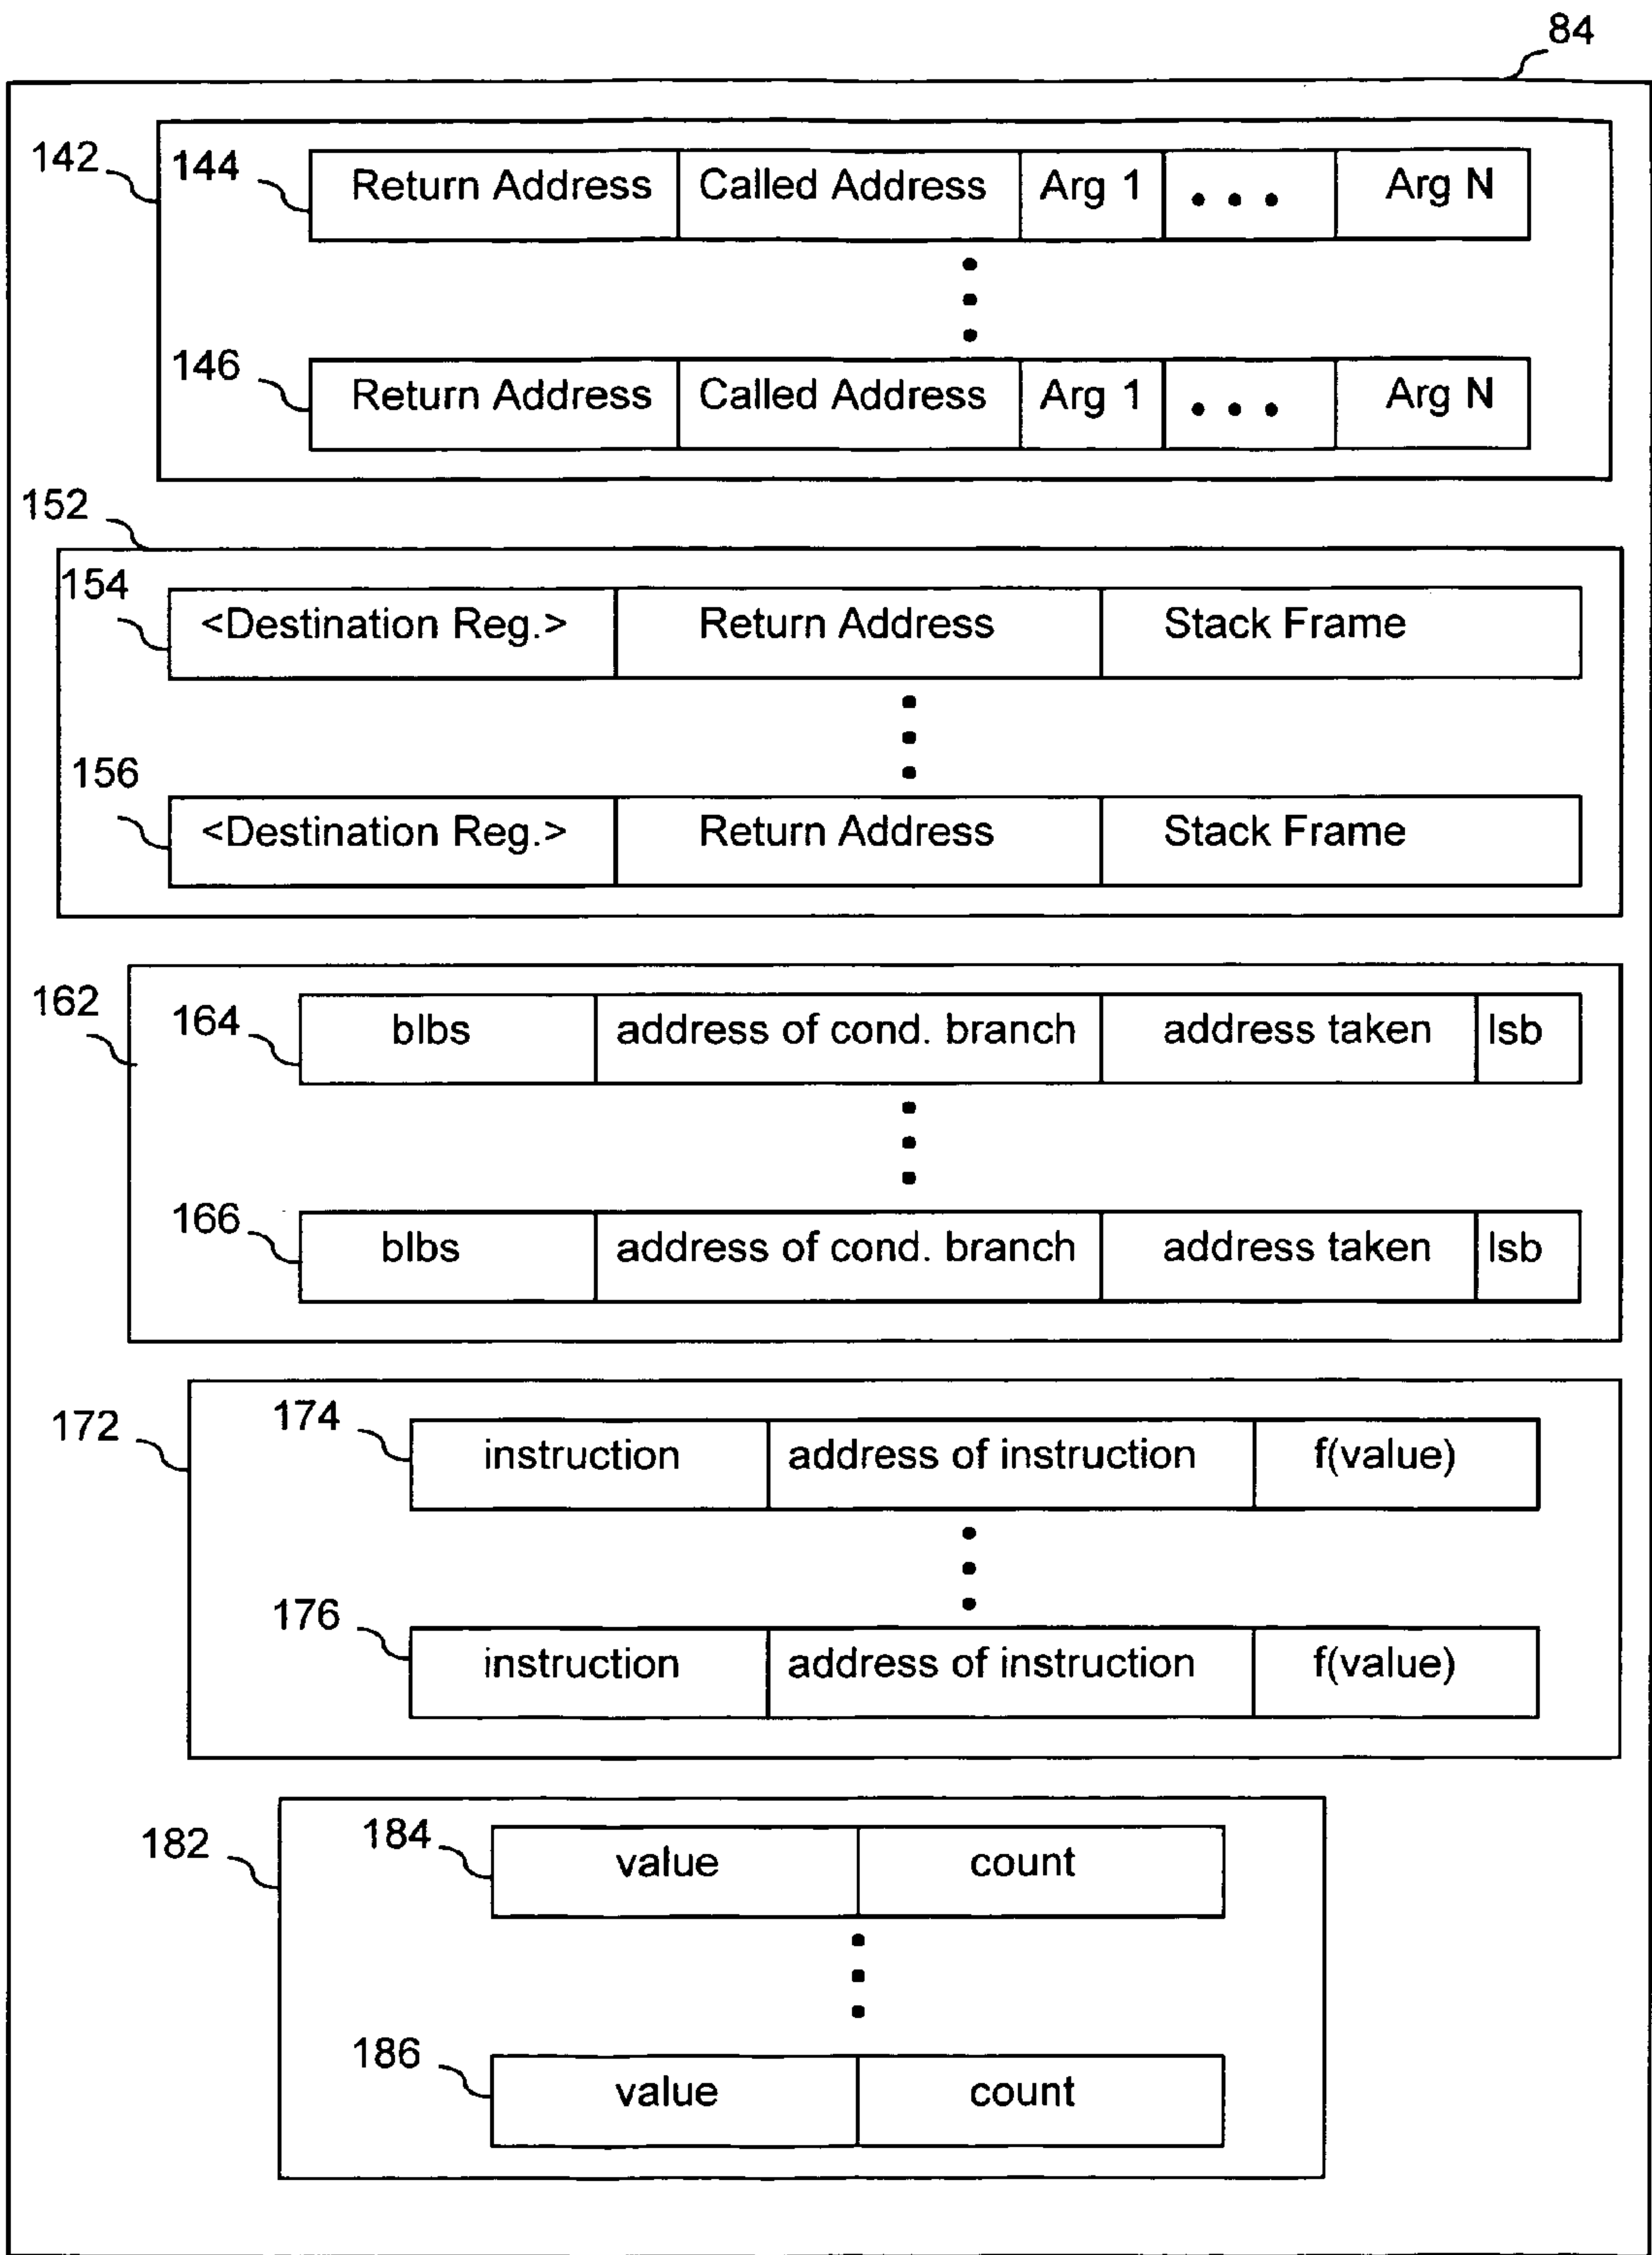 84
142
144 Return Address Called Address Arg 1 • • • Arg N
146 Return Address Called Address Arg 1 • • • Arg N
152
154
<Destination Reg.> Return Address Stack Frame
156
<Destination Reg.> Return Address Stack Frame
162
164 blbs address of cond. branch address taken lsb
166 blbs address of cond. branch address taken lsb
172
174 instruction address of instruction f(value)
176 instruction address of instruction f(value)
182
184 value count
186 value count